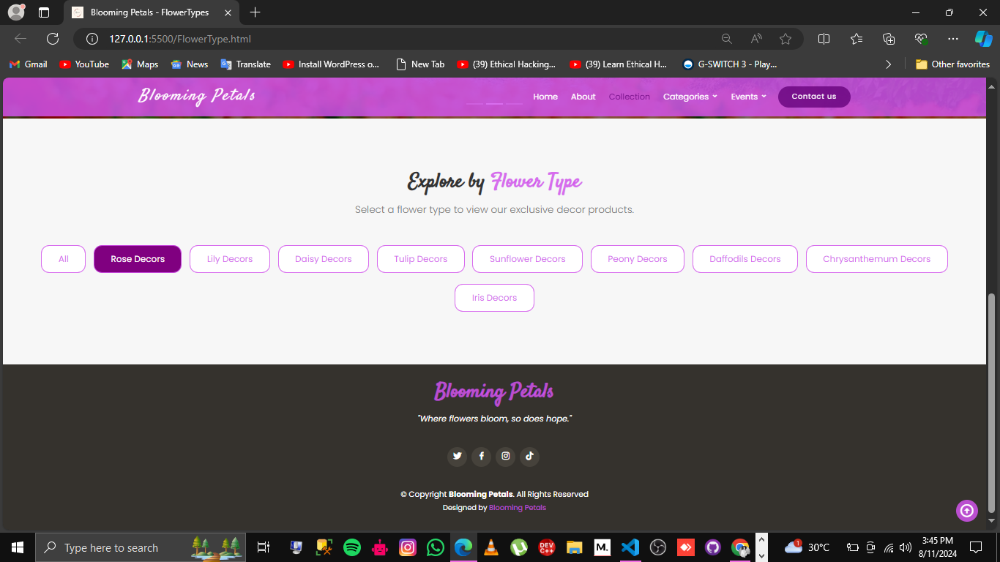 Blooming Petals - FlowerTypes
127.0.0.1:5500/FlowerType.html
Gmail YouTube Maps News Translate Install WordPress o... New Tab (39) Ethical Hacking... (39) Learn Ethical H... G-SWITCH 3 - Play... Other favorites
Blooming Petals Home About Collection Categories Events Contact us
Explore by Flower Type
Select a flower type to view our exclusive decor products.
All Rose Decors Lily Decors Daisy Decors Tulip Decors Sunflower Decors Peony Decors Daffodils Decors Chrysanthemum Decors
Iris Decors
Blooming Petals
"Where flowers bloom, so does hope."
© Copyright Blooming Petals. All Rights Reserved
Designed by Blooming Petals
Type here to search DEV C++ M. 1 30°C 3:45 PM
8/11/2024